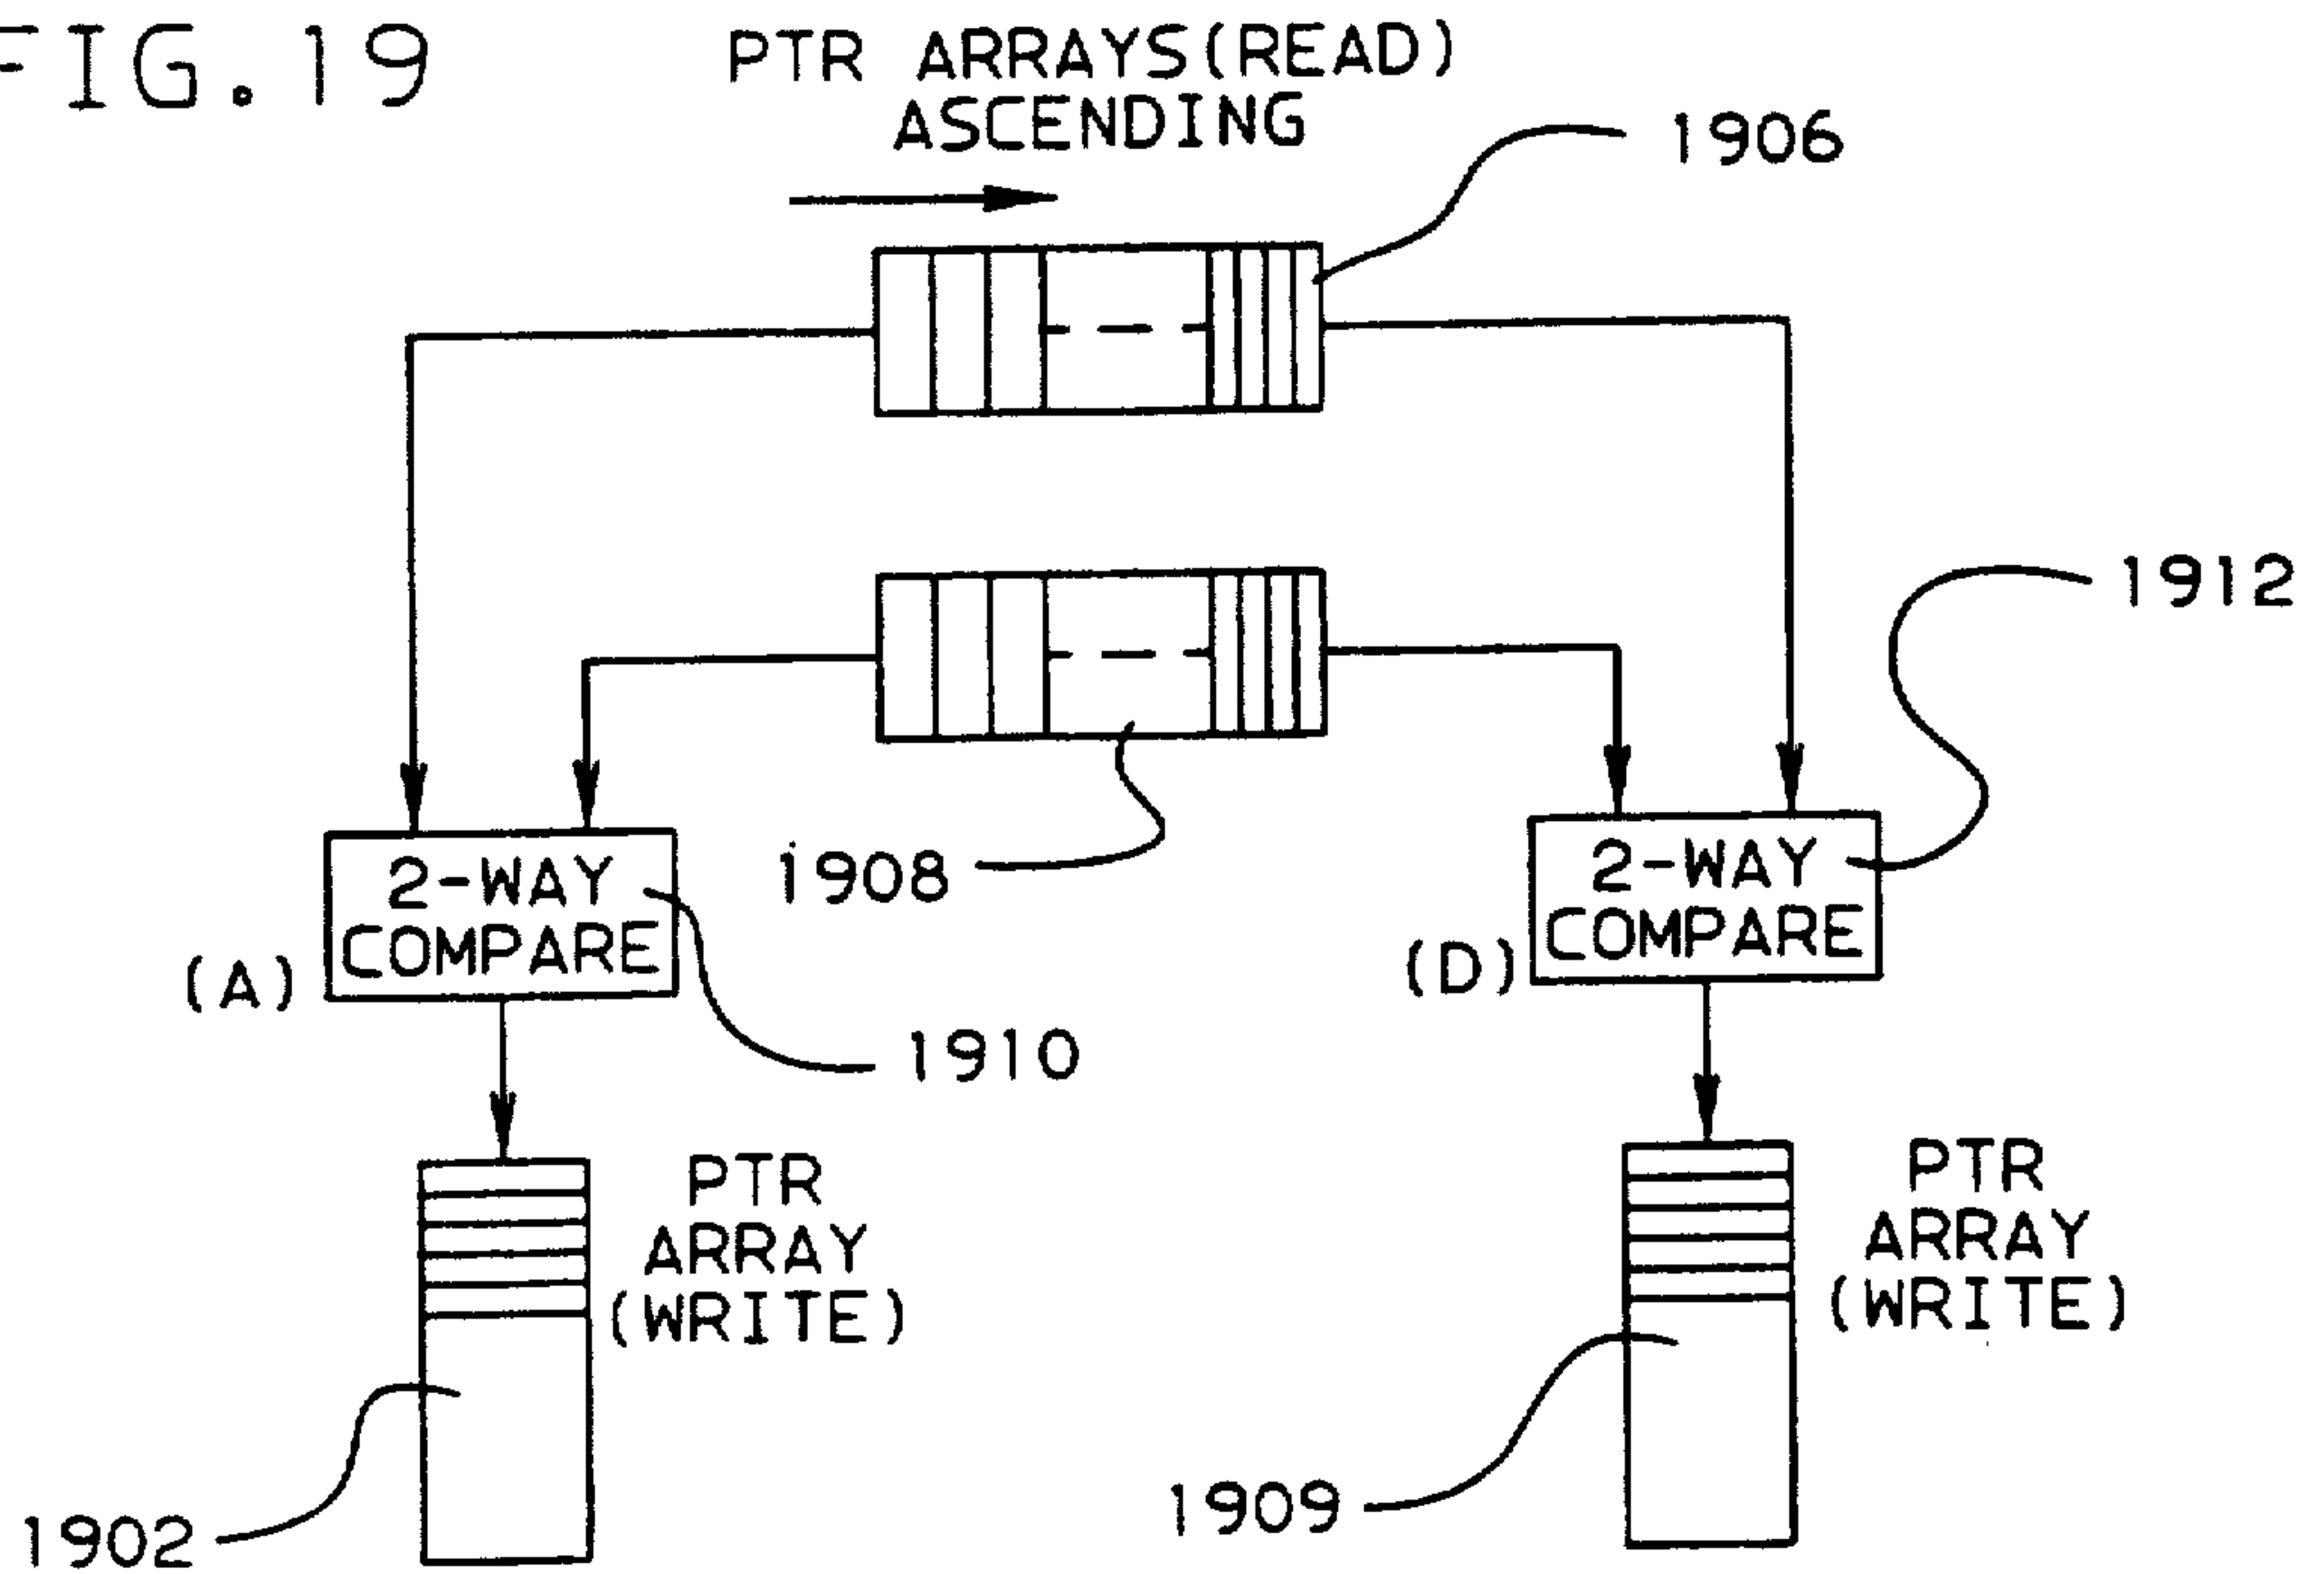 FIG.19
PTR ARRAYS(READ)
ASCENDING
1906
1912
2-WAY
COMPARE
(A)
1908
2-WAY
COMPARE
(D)
1910
PTR
ARRAY
(WRITE)
PTR
ARRAY
(WRITE)
1902
1909